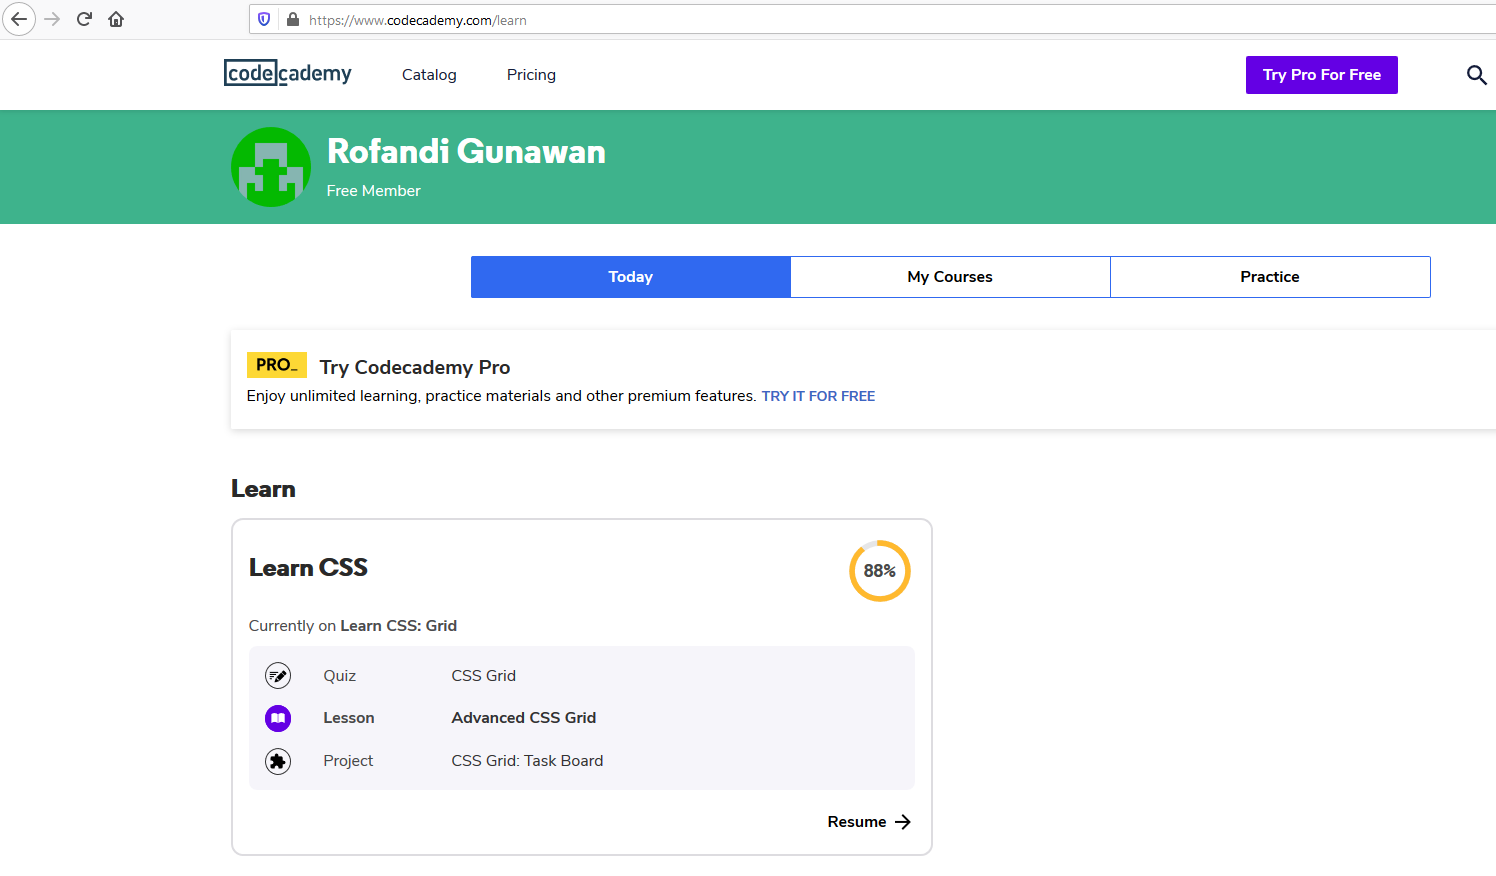 https://www.codecademy.com/learn
codecademy Catalog Pricing Try Pro For Free
Rofandi Gunawan
Free Member
Today My Courses Practice
PRO_ Try Codecademy Pro
Enjoy unlimited learning, practice materials and other premium features. TRY IT FOR FREE
Learn
Learn CSS 88%
Currently on Learn CSS: Grid
Quiz CSS Grid
Lesson Advanced CSS Grid
Project CSS Grid: Task Board
Resume